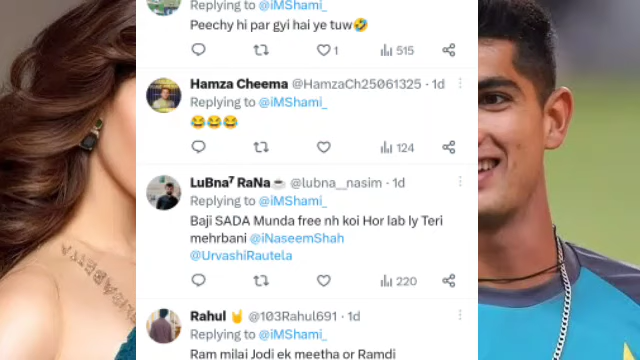 Replying to @iMShami_
Peechy hi par gyi hai ye tuw🤣
1
515
Hamza Cheema @HamzaCh25061325 · 1d
Replying to @iMShami_
😂😂😂
124
LuBna⁷ RaNa☕ @lubna__nasim · 1d
Replying to @iMShami_
Baji SADA Munda free nh koi Hor lab ly Teri
mehrbani @iNaseemShah
@UrvashiRautela
220
Rahul 🤘 @103Rahul691 · 1d
Replying to @iMShami_
Ram milai Jodi ek meetha or Ramdi